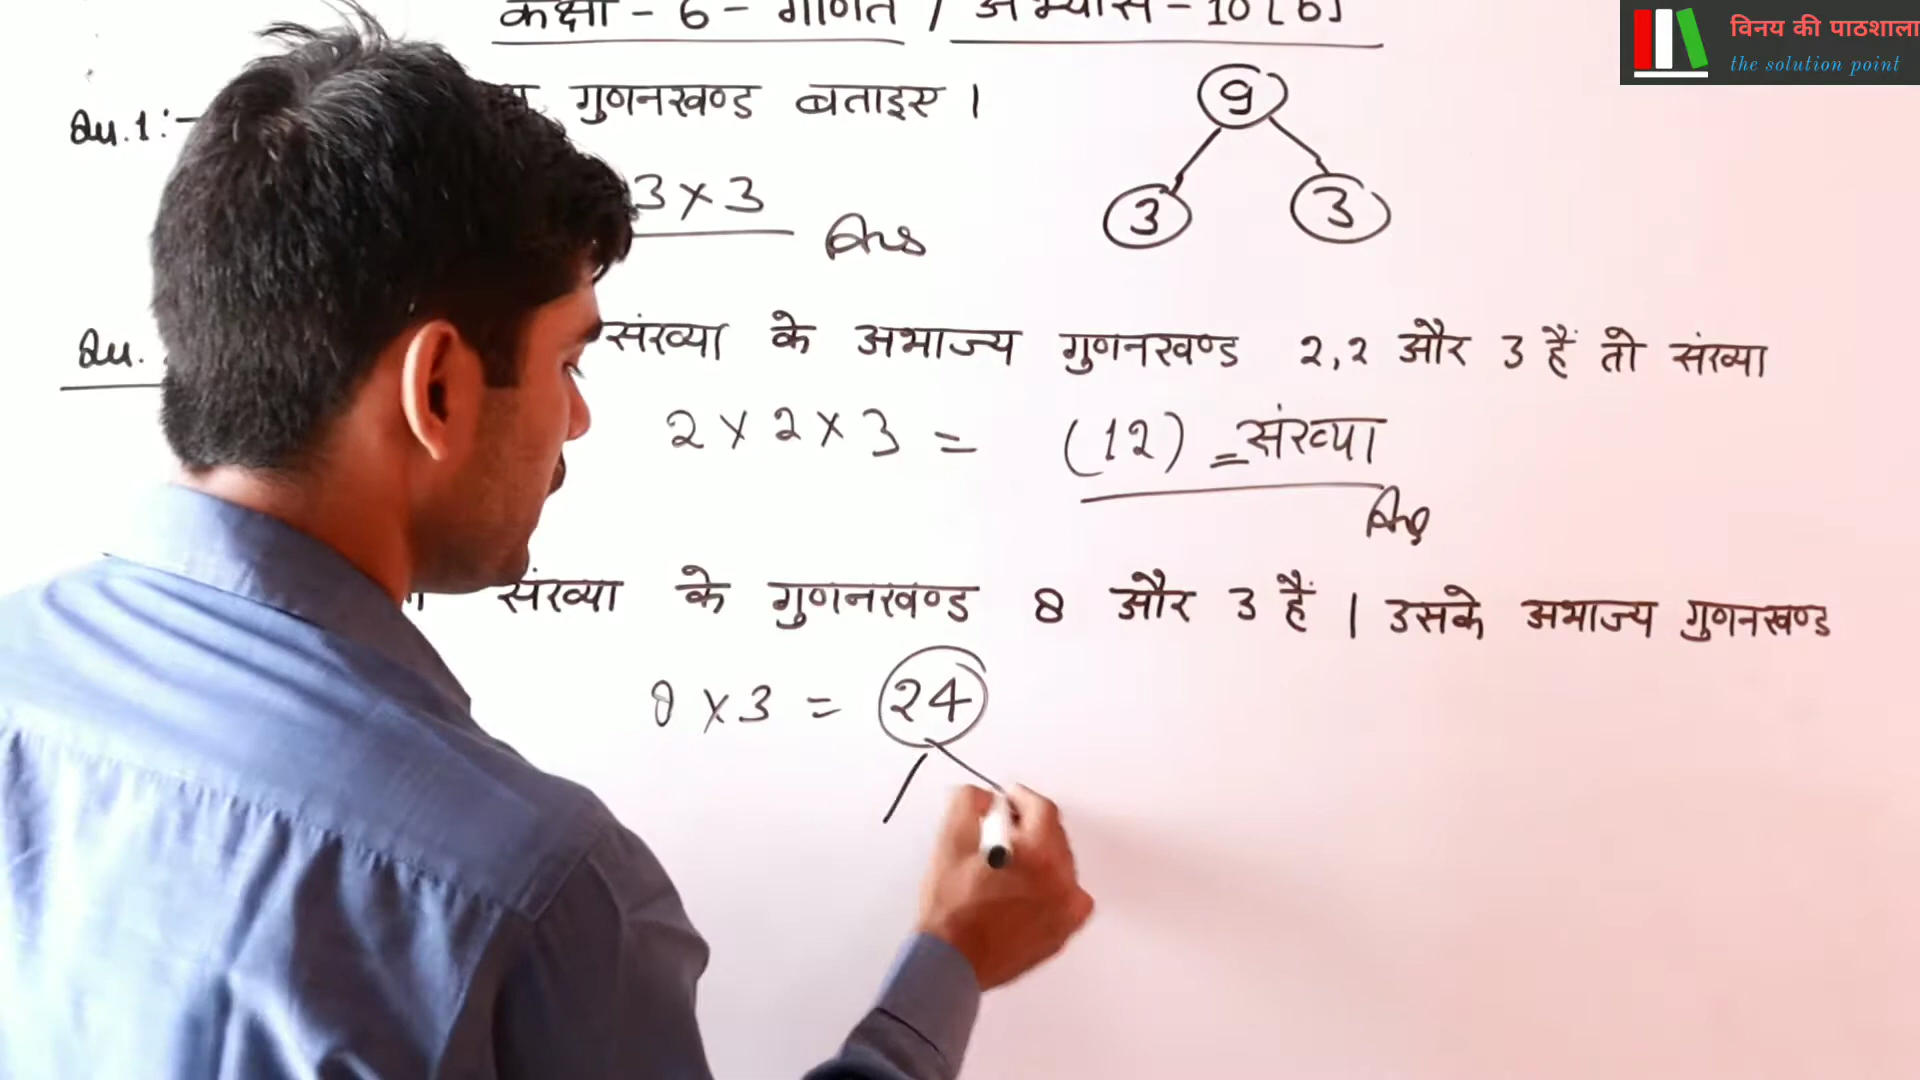 कक्षा - 6 - गणित / अभ्यास - 10 [b]
विनय की पाठशाला
the solution point
Qu.1:- गुणनखण्ड बताइए ।
9
3 3
3 x 3 Ans
Qu. संख्या के अभाज्य गुणनखण्ड 2,2 और 3 हैं तो संख्या
2 x 2 x 3 = (12) = संख्या
Ans
संख्या के गुणनखण्ड 8 और 3 हैं । उसके अभाज्य गुणनखण्ड
8 x 3 = 24